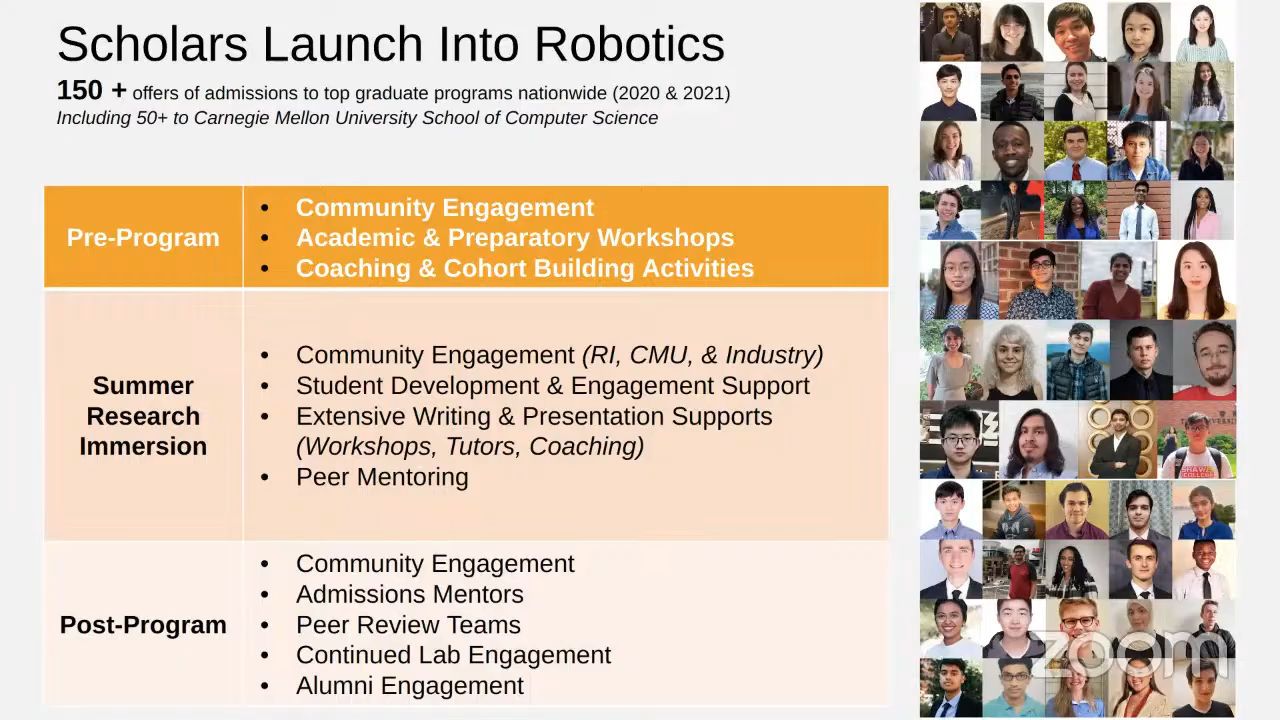 Scholars Launch Into Robotics
150 + offers of admissions to top graduate programs nationwide (2020 & 2021)
Including 50+ to Carnegie Mellon University School of Computer Science
Pre-Program
• Community Engagement
• Academic & Preparatory Workshops
• Coaching & Cohort Building Activities
Summer
Research
Immersion
• Community Engagement (RI, CMU, & Industry)
• Student Development & Engagement Support
• Extensive Writing & Presentation Supports
(Workshops, Tutors, Coaching)
• Peer Mentoring
Post-Program
• Community Engagement
• Admissions Mentors
• Peer Review Teams
• Continued Lab Engagement
• Alumni Engagement
SHAW
COLLEGE
zoom